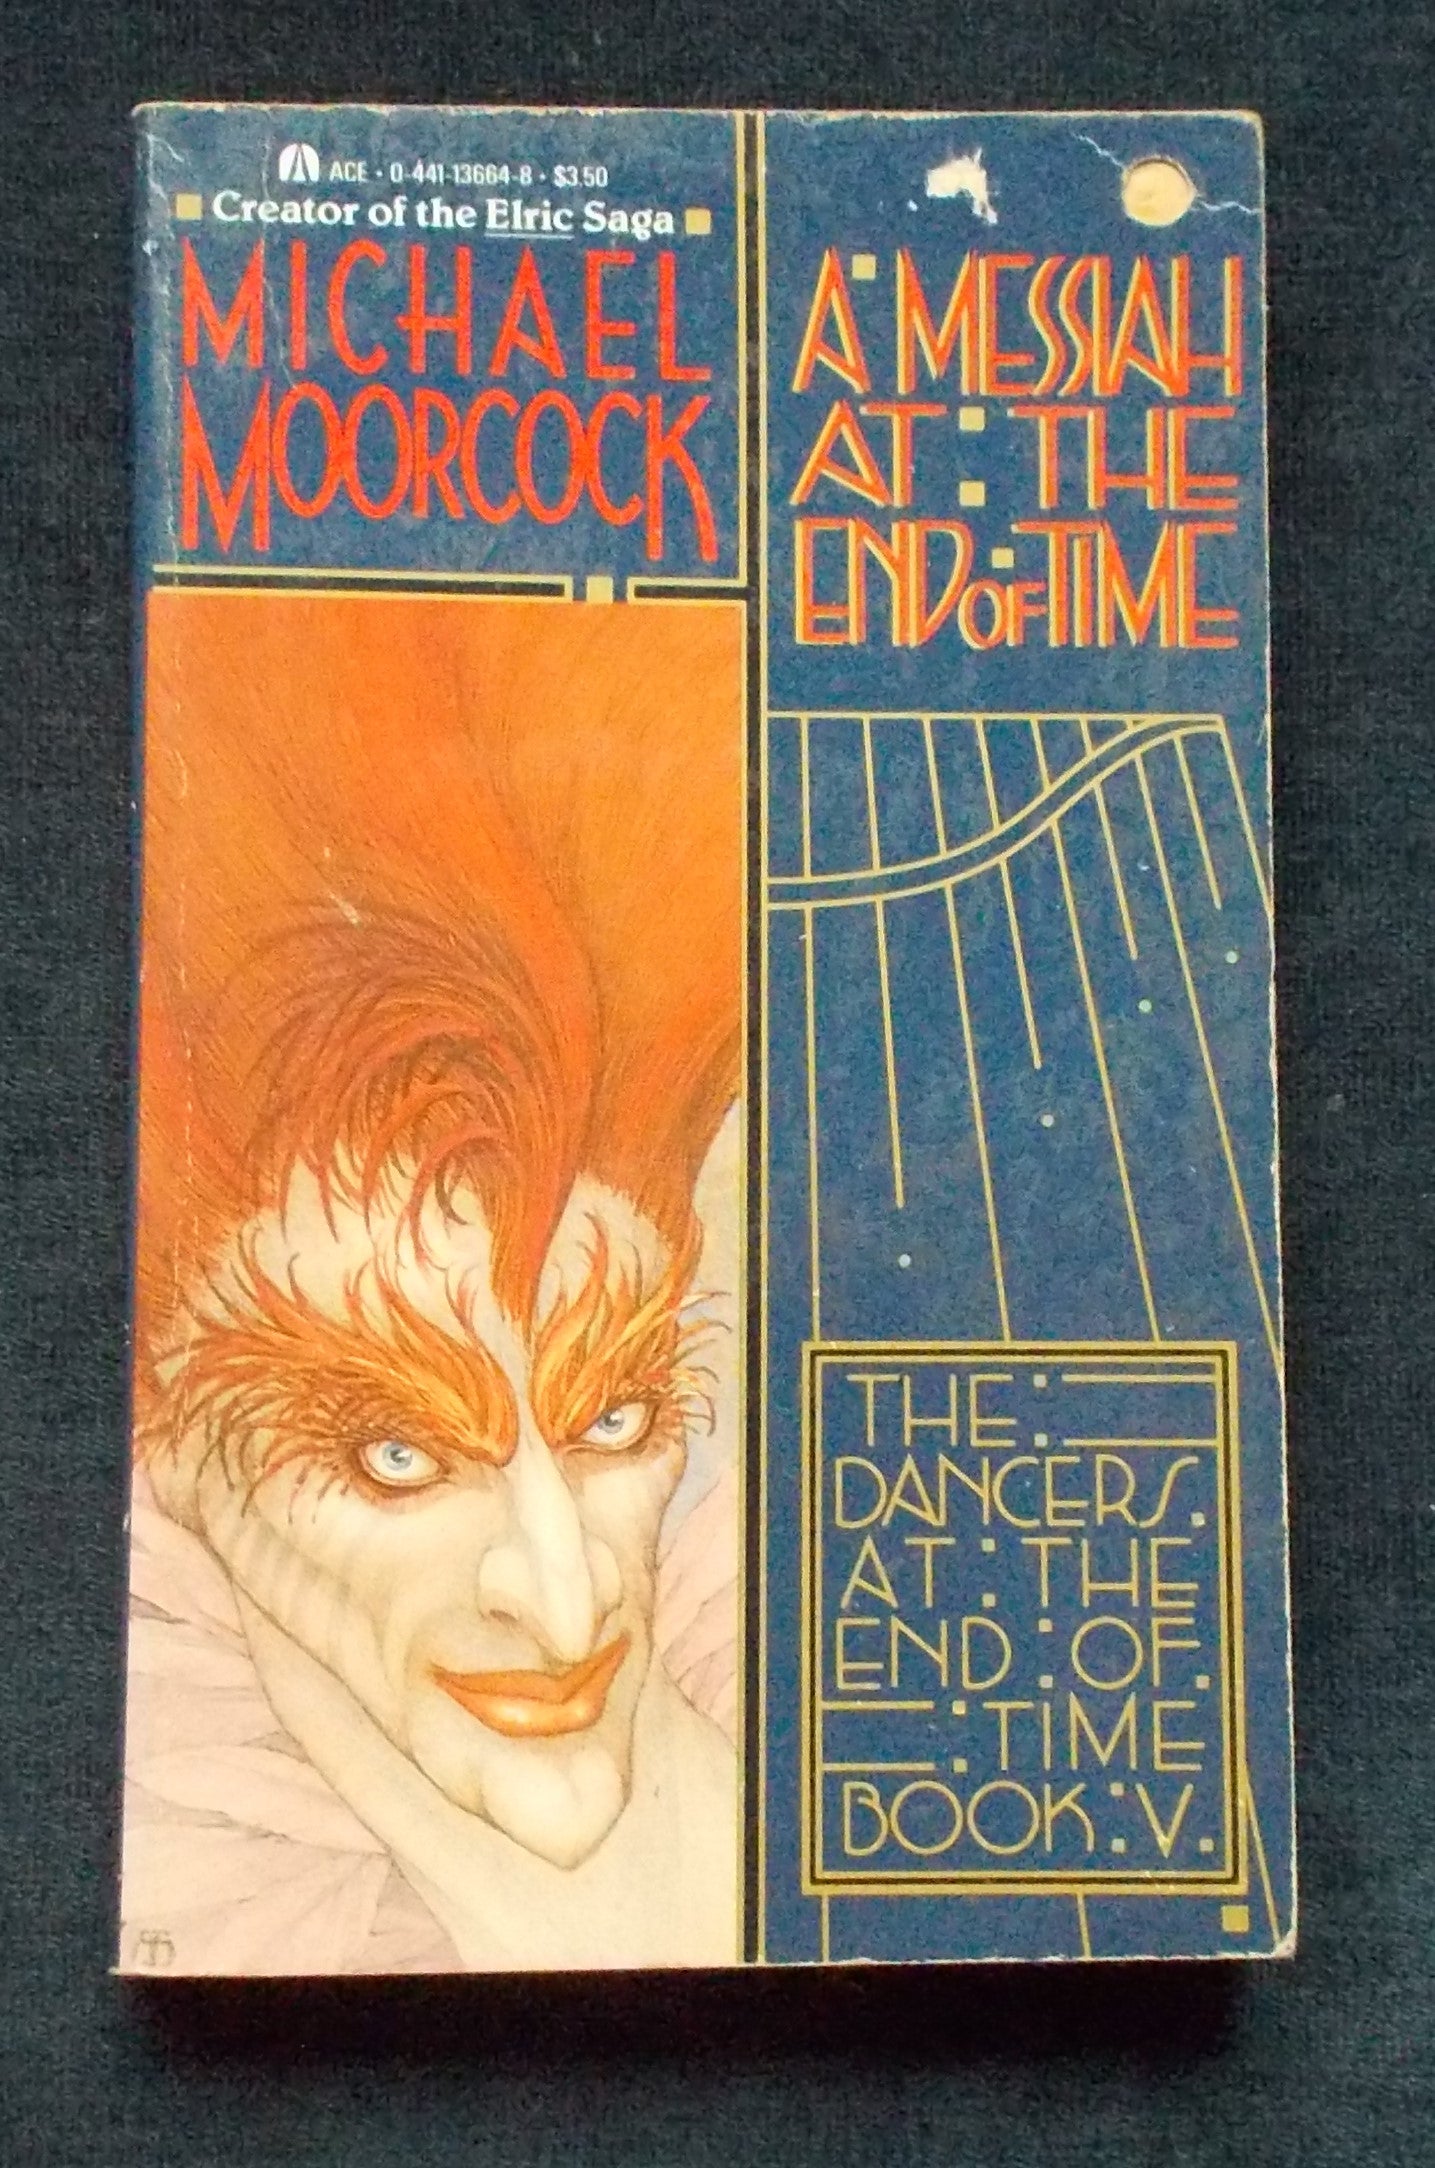 ACE · 0-441-13664-8 · $3.50
Creator of the Elric Saga
MICHAEL
MOORCOCK
A MESSIAH
AT THE
END OF TIME
THE
DANCERS
AT THE
END OF
TIME
BOOK V